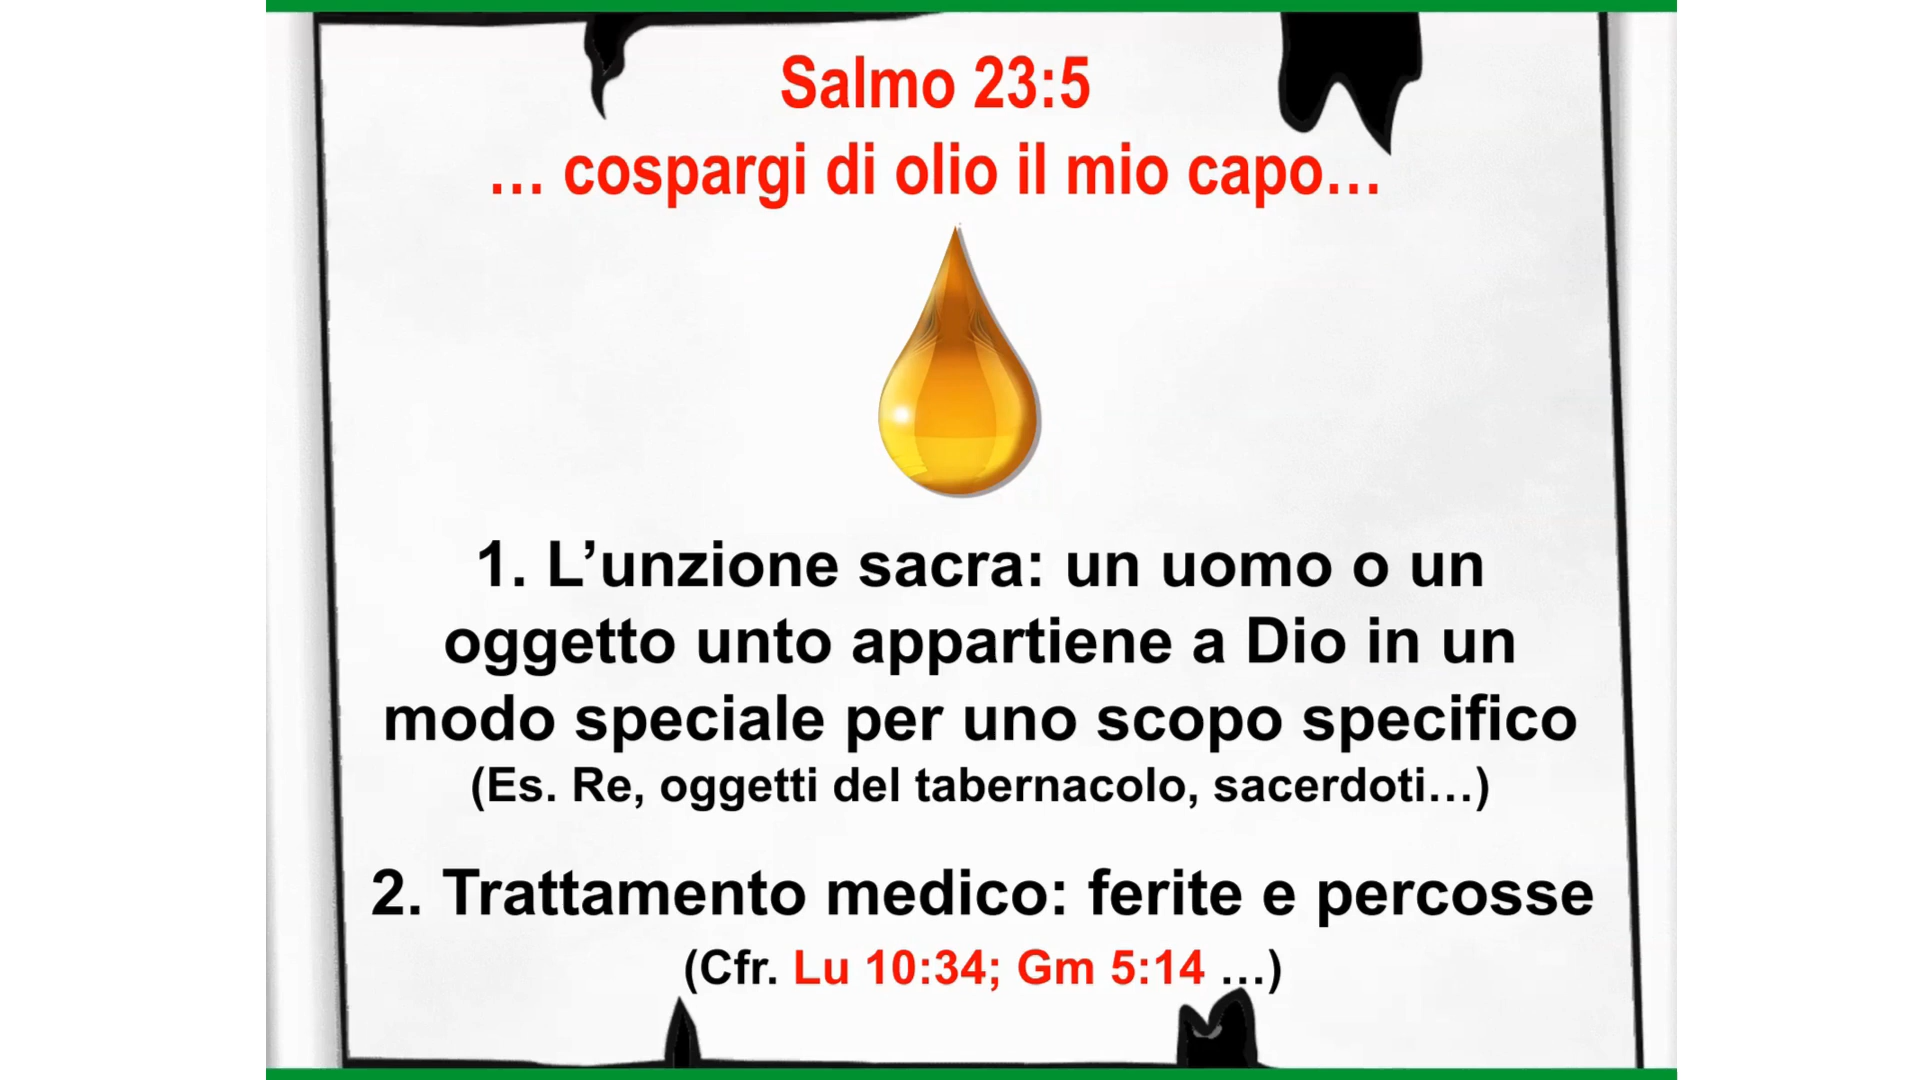 Salmo 23:5
… cospargi di olio il mio capo…
1. L’unzione sacra: un uomo o un
oggetto unto appartiene a Dio in un
modo speciale per uno scopo specifico
(Es. Re, oggetti del tabernacolo, sacerdoti…)
2. Trattamento medico: ferite e percosse
(Cfr. Lu 10:34; Gm 5:14 …)